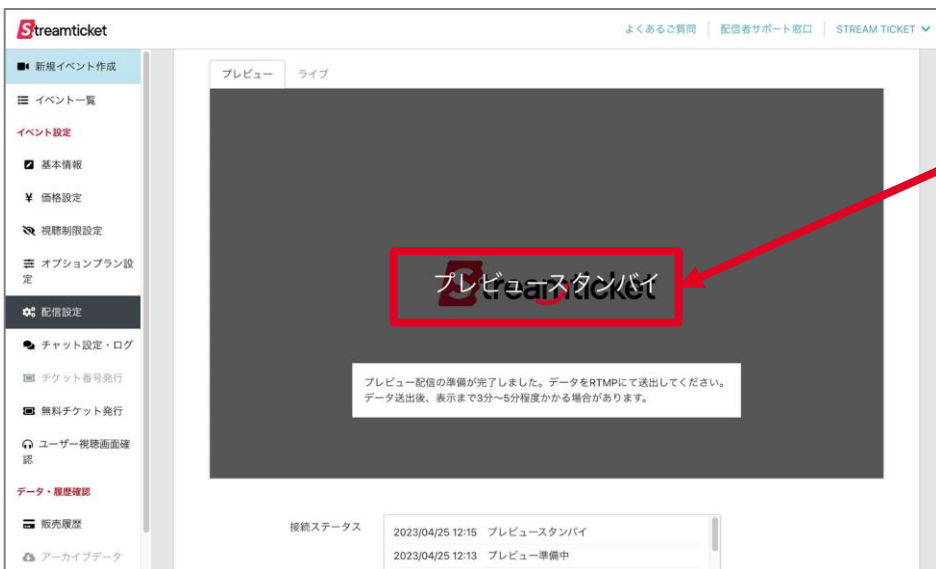 Streamticket
よくあるご質問
配信者サポート窓口
STREAM TICKET
新規イベント作成
イベント一覧
イベント設定
基本情報
価格設定
視聴制限設定
オプションプラン設
定
配信設定
チャット設定・ログ
チケット番号発行
無料チケット発行
ユーザー視聴画面確
認
データ・履歴確認
販売履歴
アーカイブデータ
プレビュー
ライブ
Streamticket
プレビュースタンバイ
プレビュー配信の準備が完了しました。データをRTMPにて送出してください。
データ送出後、表示まで3分〜5分程度かかる場合があります。
接続ステータス
2023/04/25 12:15 プレビュースタンバイ
2023/04/25 12:13 プレビュー準備中